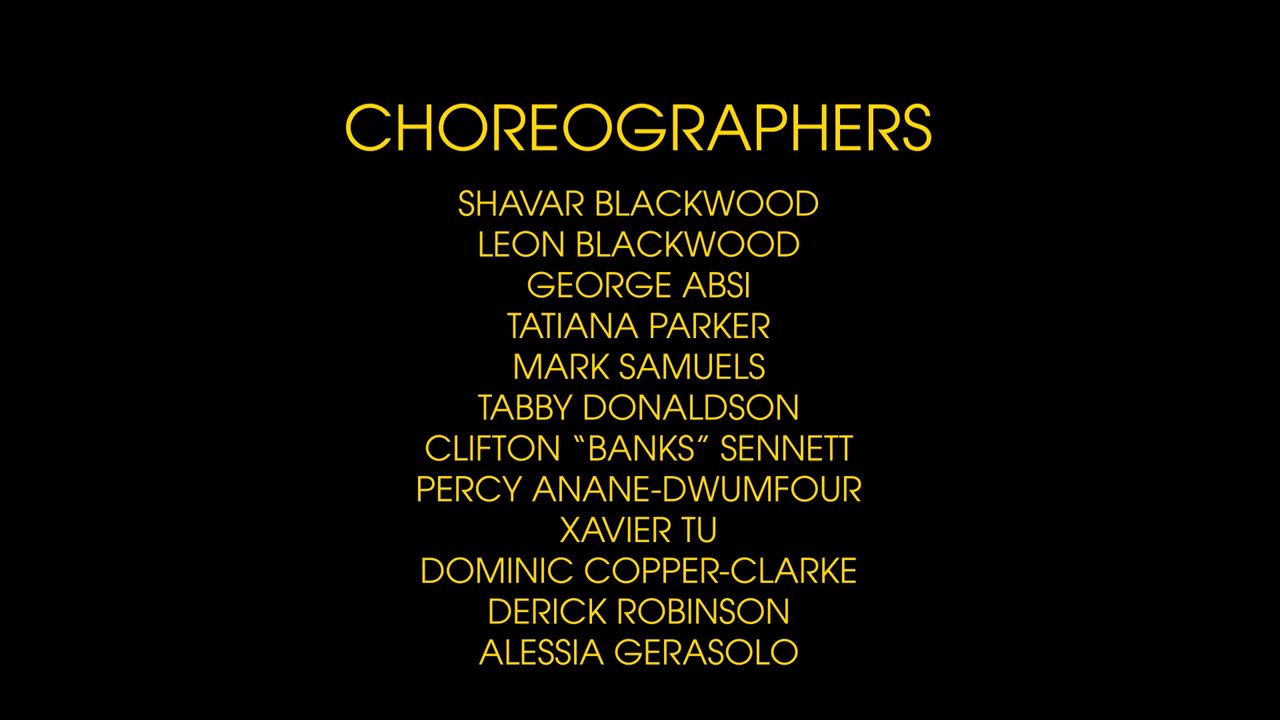 CHOREOGRAPHERS
SHAVAR BLACKWOOD
LEON BLACKWOOD
GEORGE ABSI
TATIANA PARKER
MARK SAMUELS
TABBY DONALDSON
CLIFTON “BANKS” SENNETT
PERCY ANANE-DWUMFOUR
XAVIER TU
DOMINIC COPPER-CLARKE
DERICK ROBINSON
ALESSIA GERASOLO